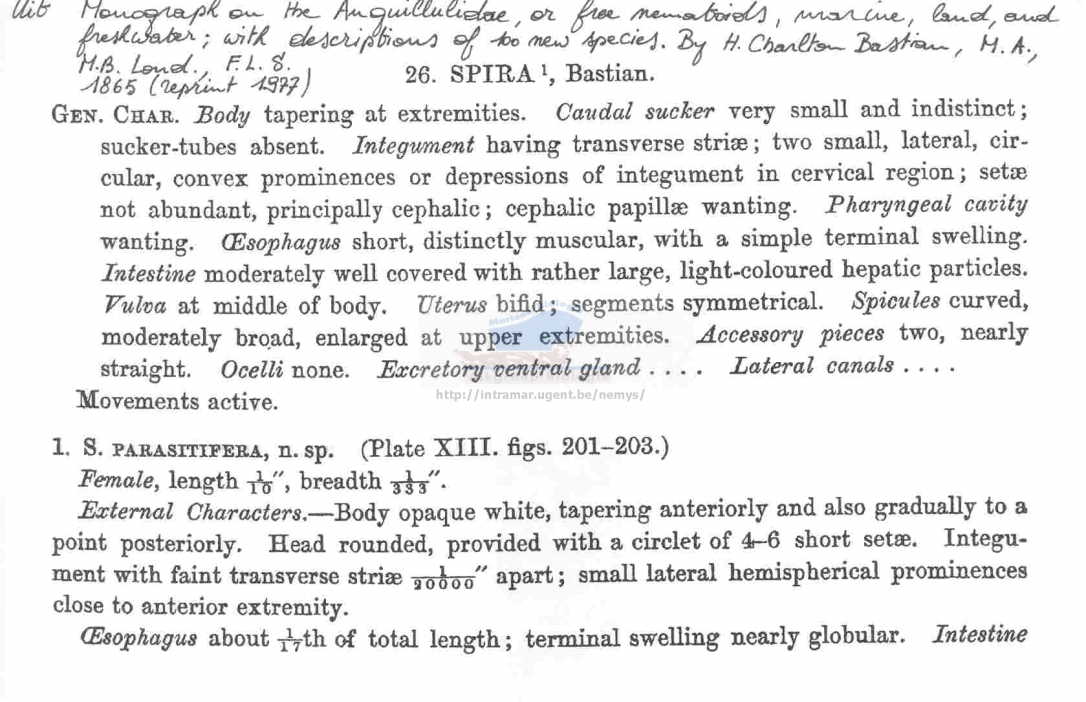 uit Monograph on the Anguillulidae, or free nematoids, marine, land, and
freshwater; with descriptions of 100 new species. By H. Charlton Bastian, M.A.,
M.B. Lond., F.L.S.
1865 (reprint 1977)
26. SPIRA ¹, Bastian.
GEN. CHAR. Body tapering at extremities. Caudal sucker very small and indistinct;
sucker-tubes absent. Integument having transverse striæ; two small, lateral, cir-
cular, convex prominences or depressions of integument in cervical region; setæ
not abundant, principally cephalic; cephalic papillæ wanting. Pharyngeal cavity
wanting. Œsophagus short, distinctly muscular, with a simple terminal swelling.
Intestine moderately well covered with rather large, light-coloured hepatic particles.
Vulva at middle of body. Uterus bifid; segments symmetrical. Spicules curved,
moderately broad, enlarged at upper extremities. Accessory pieces two, nearly
straight. Ocelli none. Excretory ventral gland . . . . Lateral canals . . . .
http://intramar.ugent.be/nemys/
Movements active.
1. S. PARASITIFERA, n. sp. (Plate XIII. figs. 201–203.)
Female, length 1/10″, breadth 1/333″.
External Characters.—Body opaque white, tapering anteriorly and also gradually to a
point posteriorly. Head rounded, provided with a circlet of 4–6 short setæ. Integu-
ment with faint transverse striæ 1/20000″ apart; small lateral hemispherical prominences
close to anterior extremity.
Œsophagus about 1/17th of total length; terminal swelling nearly globular. Intestine